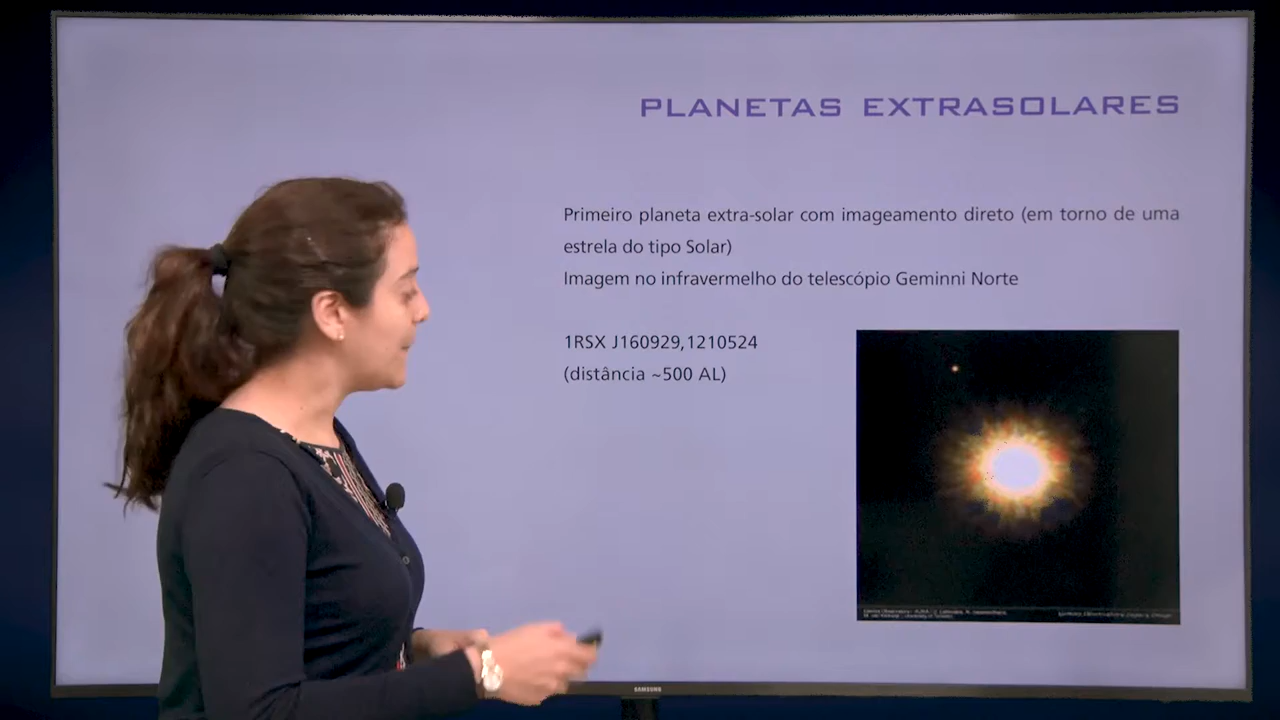 PLANETAS EXTRASOLARES
Primeiro planeta extra-solar com imageamento direto (em torno de uma
estrela do tipo Solar)
Imagem no infravermelho do telescópio Geminni Norte
1RSX J160929,1210524
(distância ~500 AL)
SAMSUNG